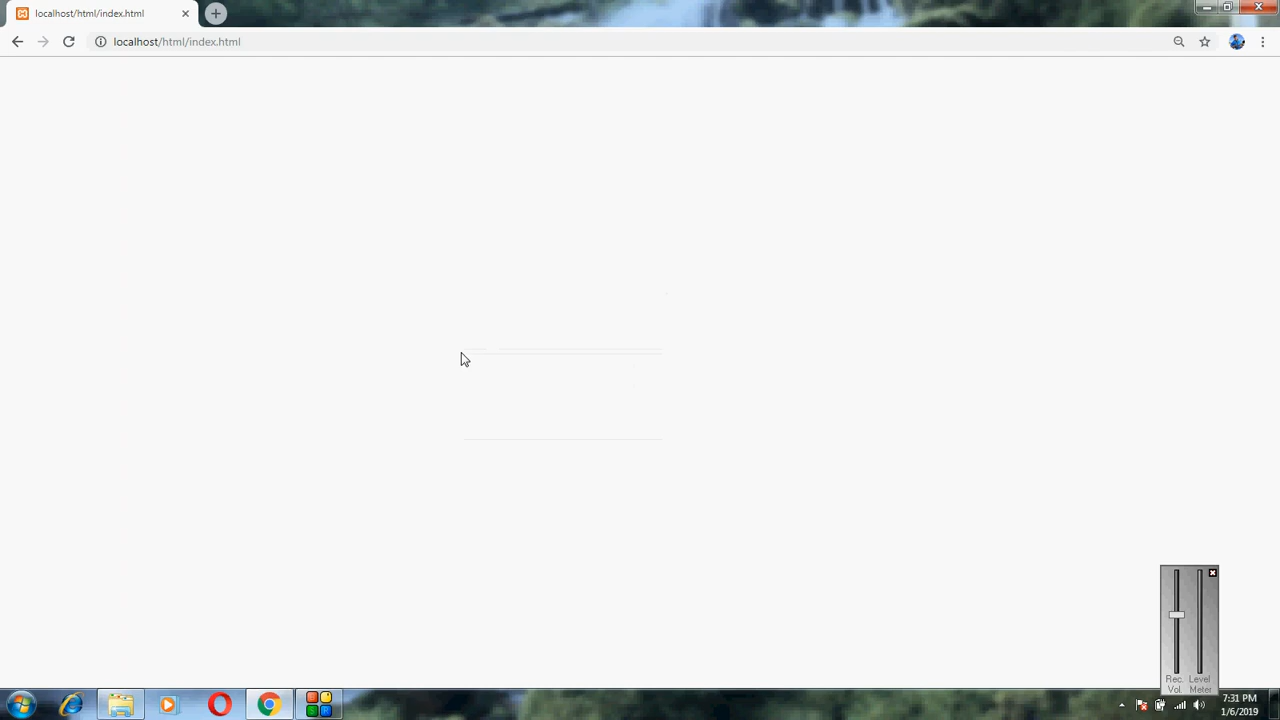 localhost/html/index.html
localhost/html/index.html
Rec. Level
Vol Meter
7:31 PM
1/6/2019